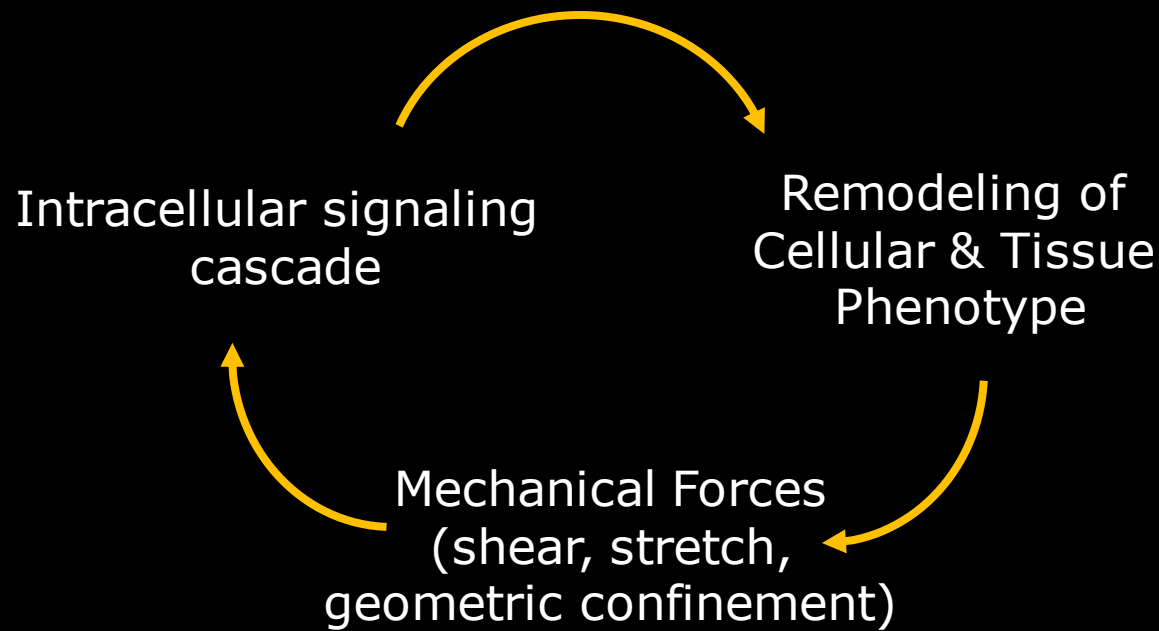 Intracellular signaling
cascade
Remodeling of
Cellular & Tissue
Phenotype
Mechanical Forces
(shear, stretch,
geometric confinement)